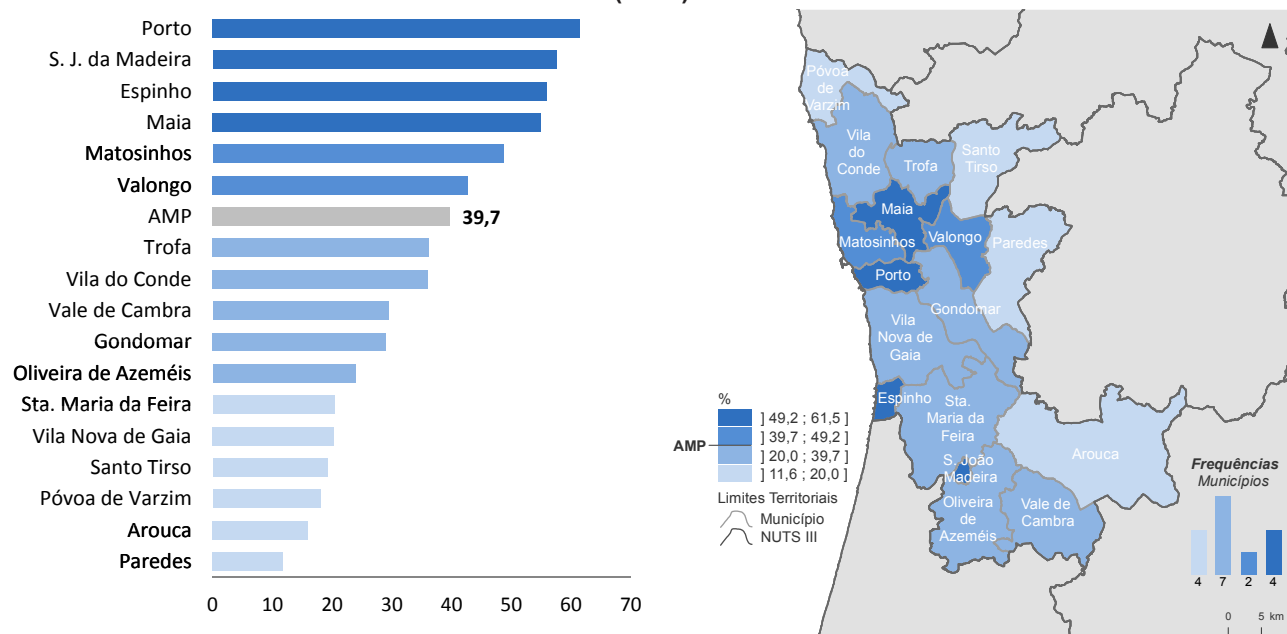 Porto
S. J. da Madeira
Espinho
Maia
Matosinhos
Valongo
AMP
39,7
Trofa
Vila do Conde
Vale de Cambra
Gondomar
Oliveira de Azeméis
Sta. Maria da Feira
Vila Nova de Gaia
Santo Tirso
Póvoa de Varzim
Arouca
Paredes
0 10 20 30 40 50 60 70
Póvoa
de
Varzim
Vila
do
Conde
Trofa
Santo
Tirso
Maia
Matosinhos
Valongo
Paredes
Porto
Gondomar
Vila
Nova de
Gaia
Espinho
Sta.
Maria da
Feira
Arouca
S. João
Madeira
Oliveira
de
Azeméis
Vale de
Cambra
%
] 49,2 ; 61,5 ]
] 39,7 ; 49,2 ]
AMP
] 20,0 ; 39,7 ]
] 11,6 ; 20,0 ]
Limites Territoriais
Município
NUTS III
Frequências
Municípios
4 7 2 4
0 5 km